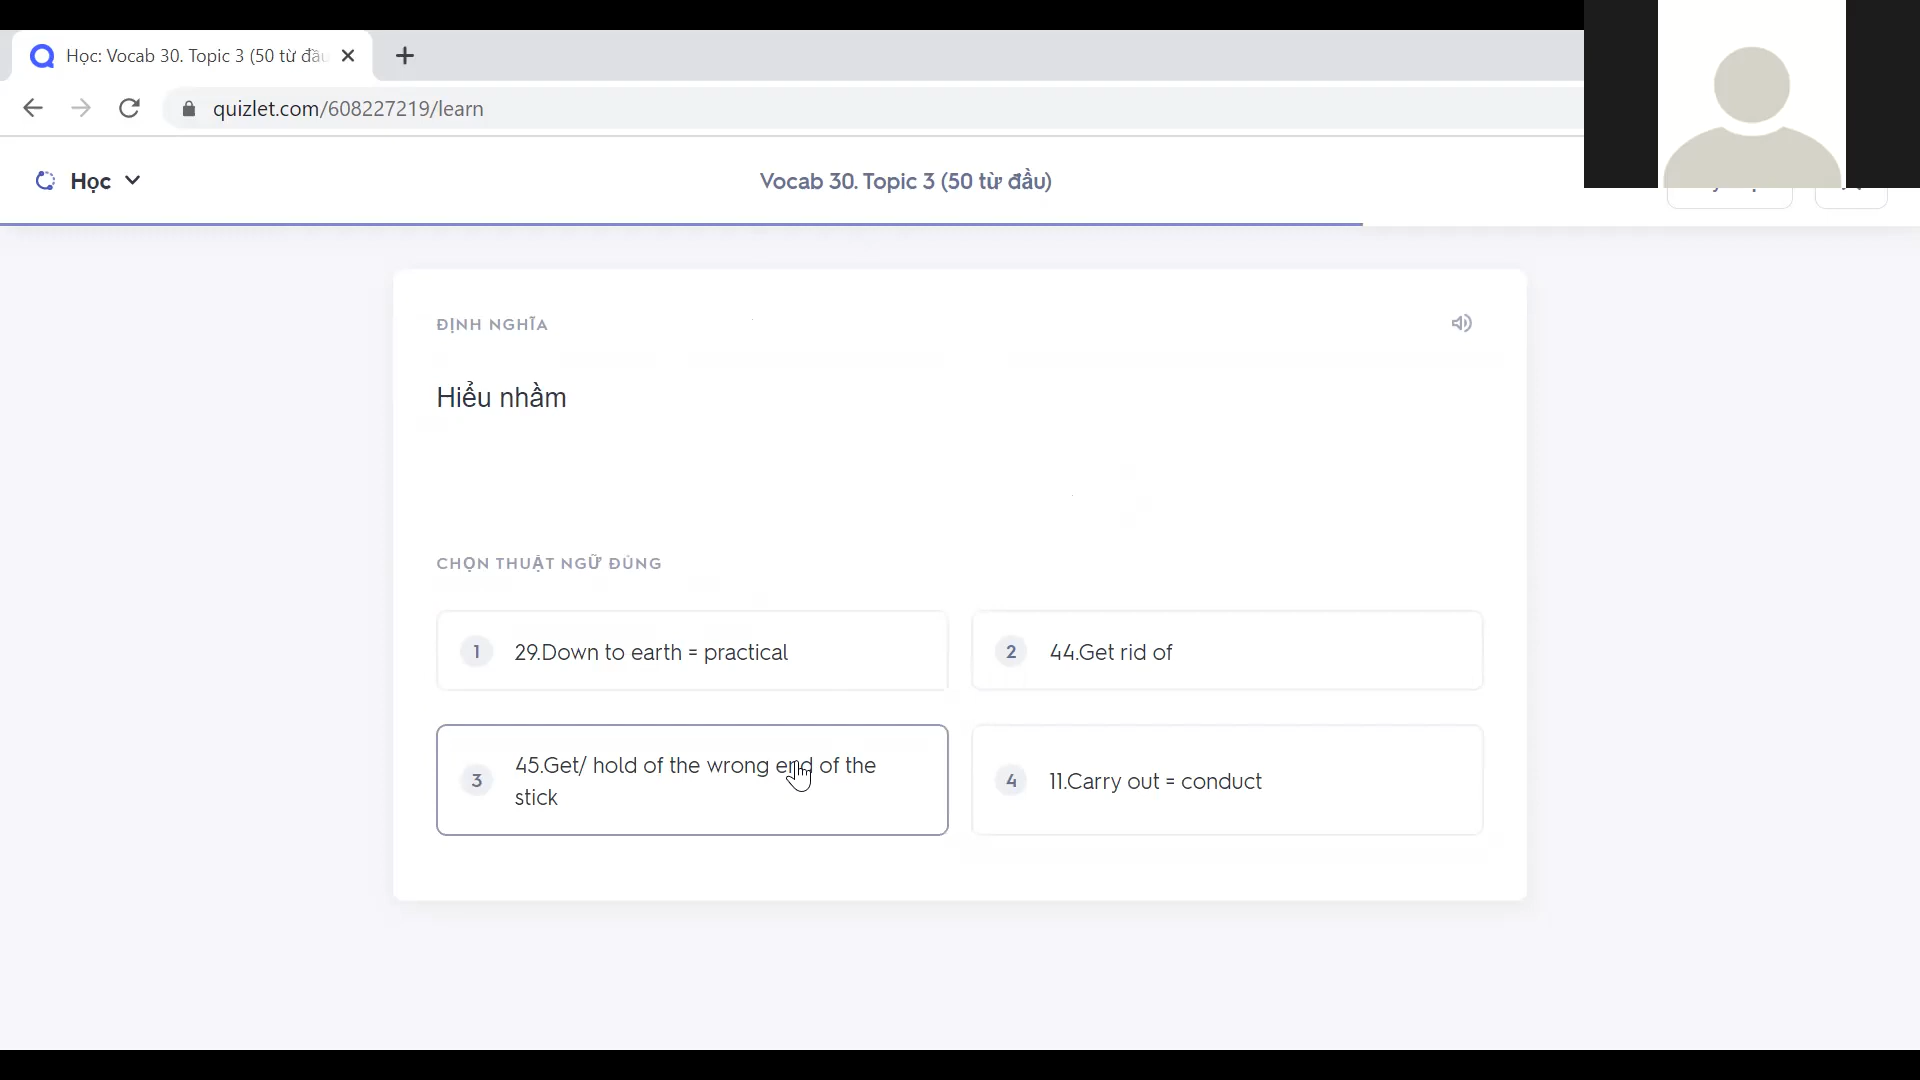 Học: Vocab 30. Topic 3 (50 từ đầu
quizlet.com/608227219/learn
Học
Vocab 30. Topic 3 (50 từ đầu)
ĐỊNH NGHĨA
Hiểu nhầm
CHỌN THUẬT NGỮ ĐÚNG
1 29.Down to earth = practical
2 44.Get rid of
3 45.Get/ hold of the wrong end of the
stick
4 11.Carry out = conduct